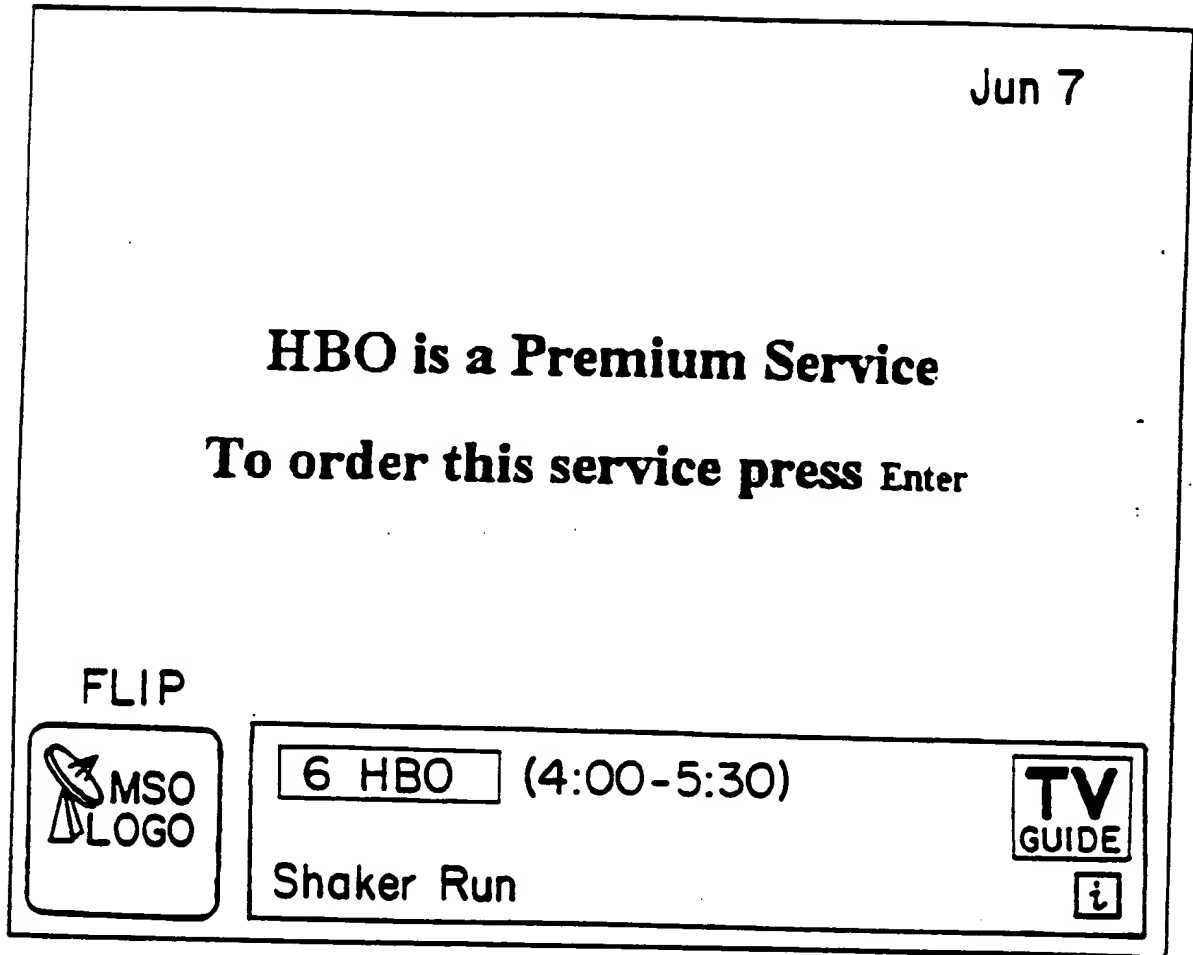 Jun 7
HBO is a Premium Service
To order this service press Enter
FLIP
MSO
LOGO
6 HBO (4:00-5:30)
TV
GUIDE
Shaker Run
i